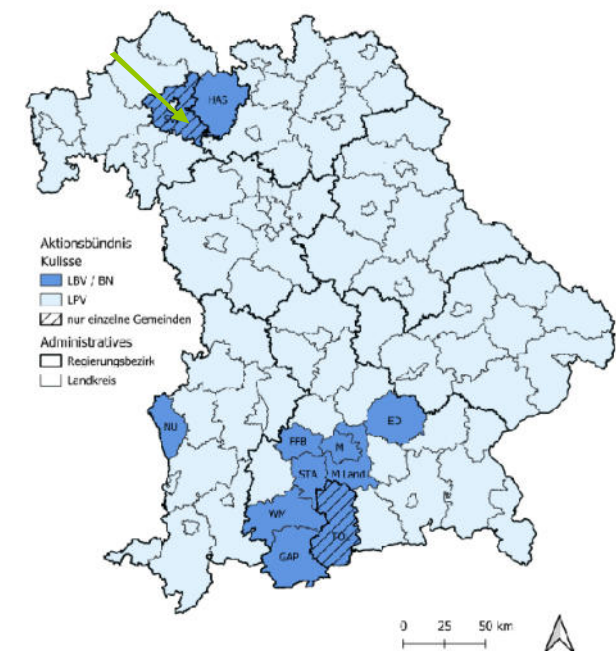 HAS
Aktionsbündnis
Kulisse
LBV / BN
LPV
nur einzelne Gemeinden
Administratives
Regierungsbezirk
Landkreis
NU
ED
FFB
M
STA
M Land
WM
TÖL
GAP
0 25 50 km